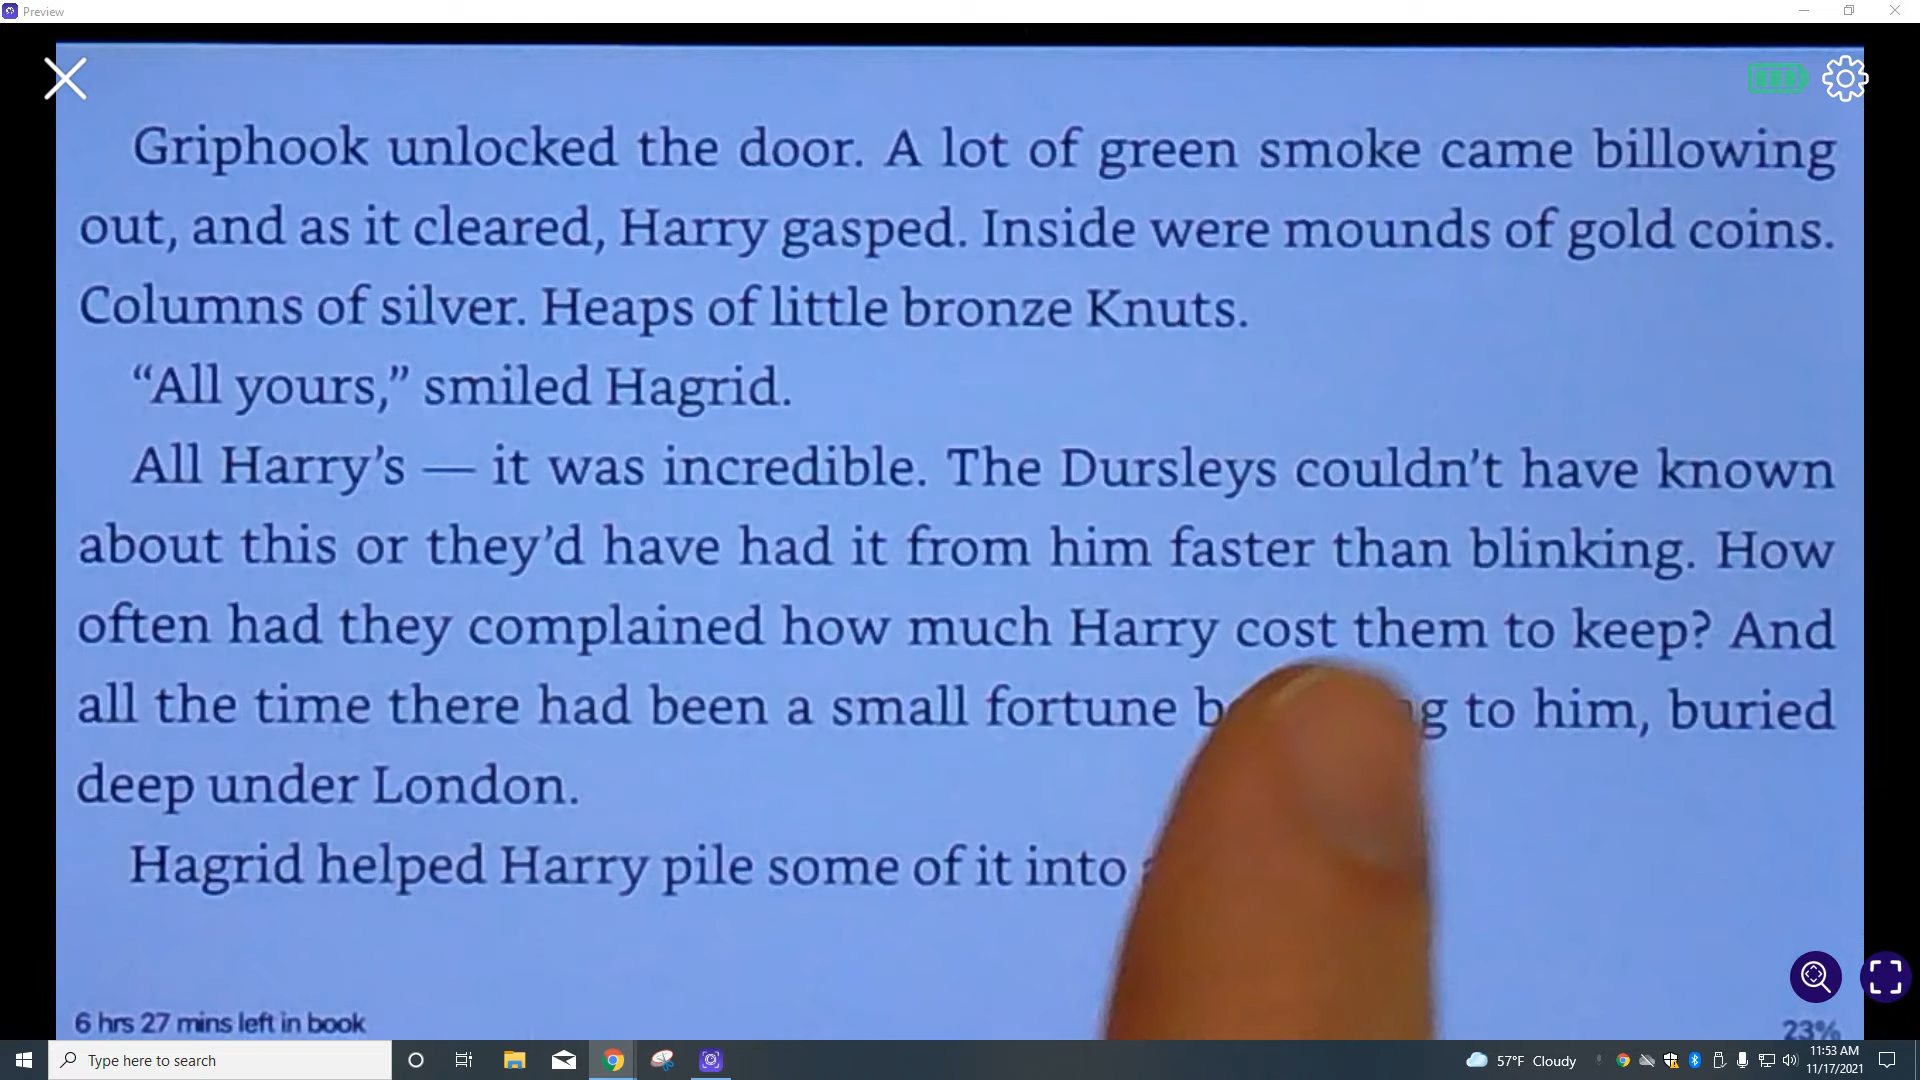 Preview
Griphook unlocked the door. A lot of green smoke came billowing
out, and as it cleared, Harry gasped. Inside were mounds of gold coins.
Columns of silver. Heaps of little bronze Knuts.
“All yours,” smiled Hagrid.
All Harry’s — it was incredible. The Dursleys couldn’t have known
about this or they’d have had it from him faster than blinking. How
often had they complained how much Harry cost them to keep? And
all the time there had been a small fortune to him, buried
deep under London.
Hagrid helped Harry pile some of it into
6 hrs 27 mins left in book
23%
Type here to search
57°F Cloudy
11:53 AM
11/17/2021